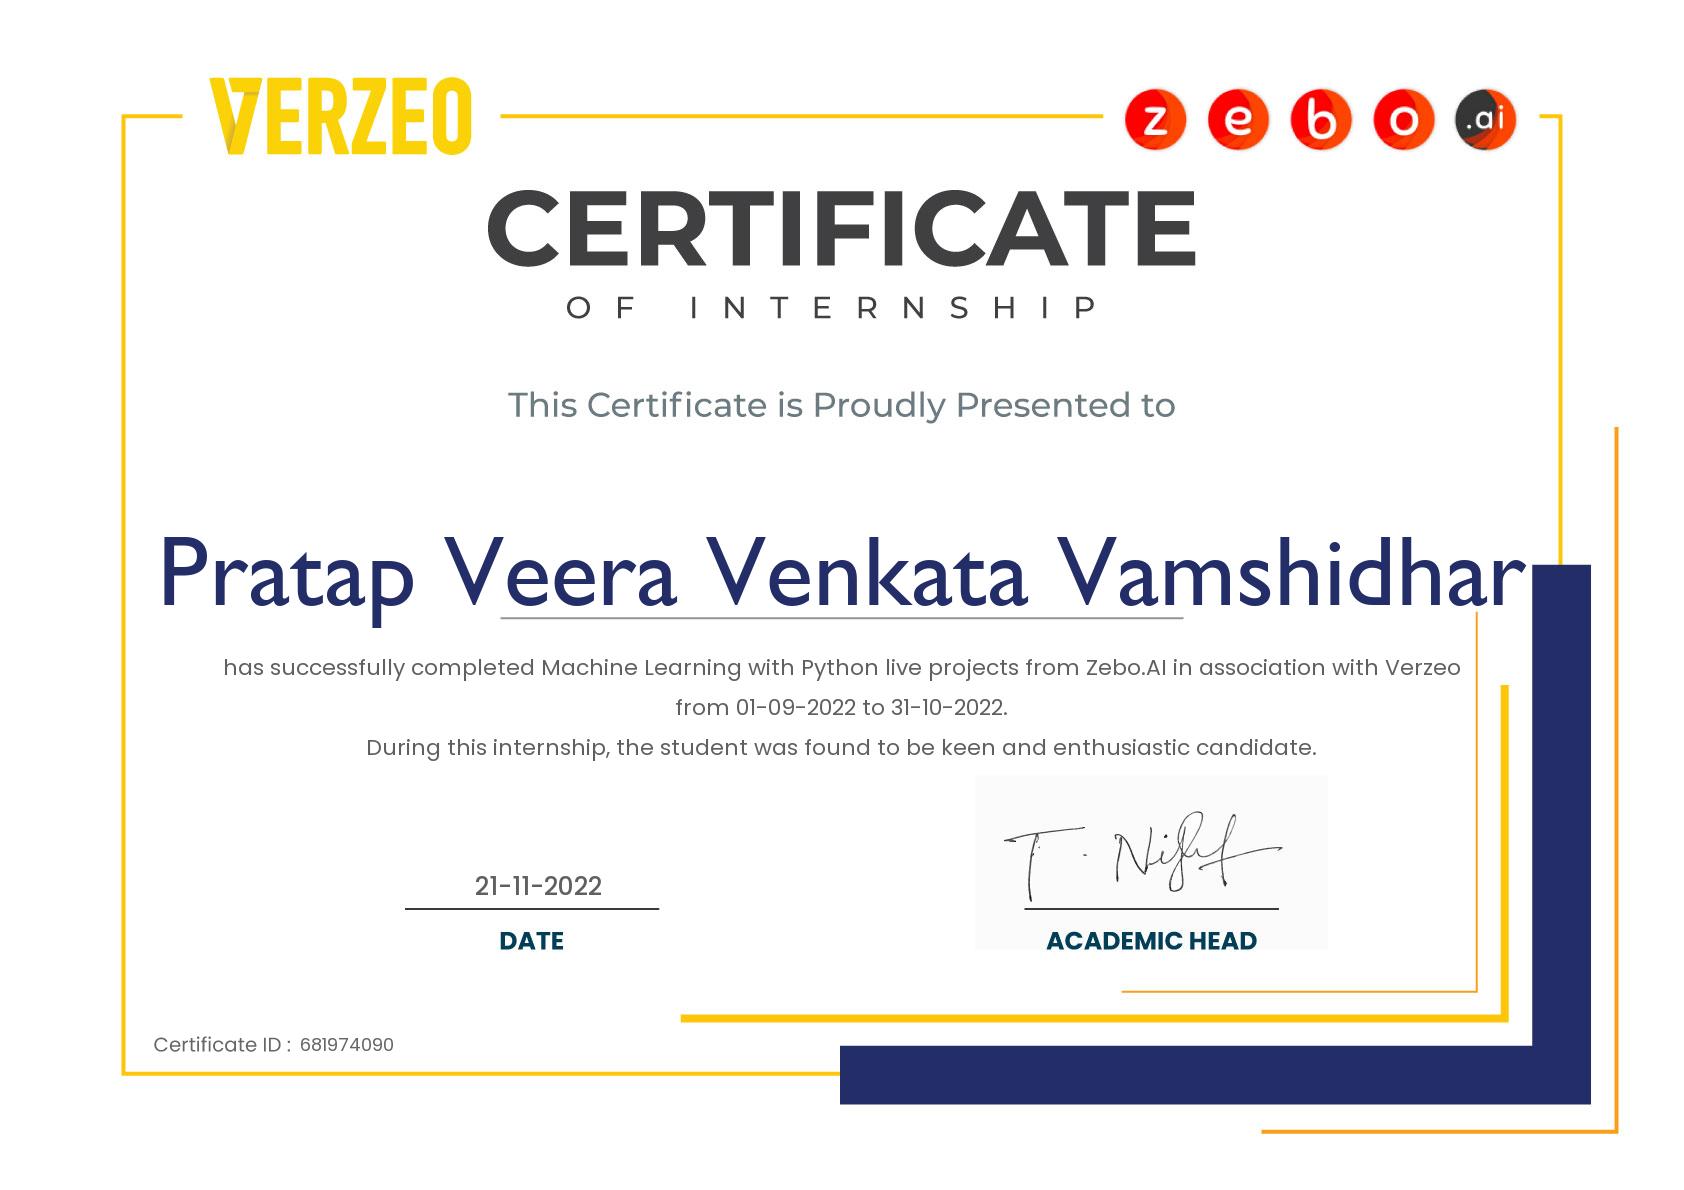 VERZEO
zebo.ai
CERTIFICATE
OF INTERNSHIP
This Certificate is Proudly Presented to
Pratap Veera Venkata Vamshidhar
has successfully completed Machine Learning with Python live projects from Zebo.AI in association with Verzeo
from 01-09-2022 to 31-10-2022.
During this internship, the student was found to be keen and enthusiastic candidate.
21-11-2022
DATE
ACADEMIC HEAD
Certificate ID : 681974090